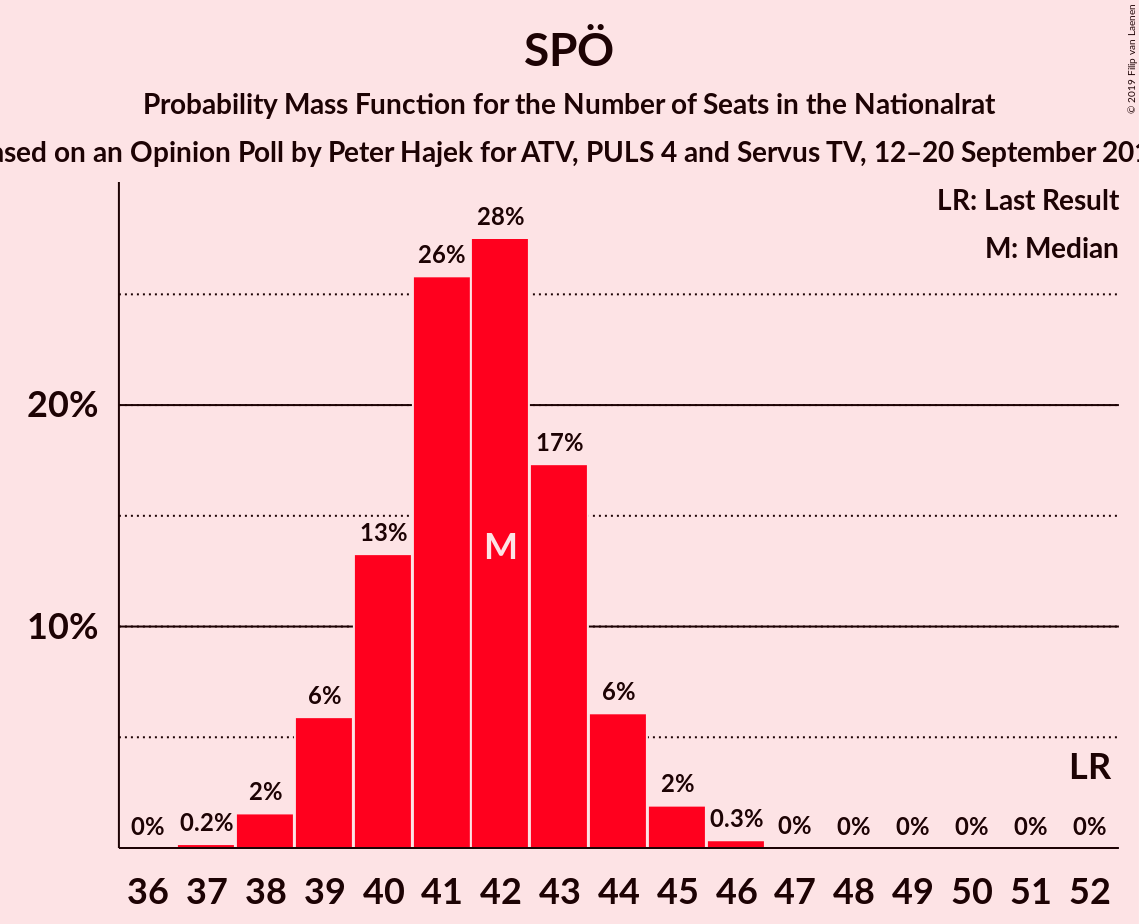 SPÖ
Probability Mass Function for the Number of Seats in the Nationalrat
on an Opinion Poll by Peter Hajek for ATV, PULS 4 and Servus TV, 12–20 September
© 2019 Filip van Laenen
LR: Last Result
M: Median
28%
26%
20%
17%
13%
M
10%
6%
6%
LR
2%
2%
0%
0.2%
0.3%
0%
0%
0%
0%
0%
0%
36 37 38 39 40 41 42 43 44 45 46 47 48 49 50 51 52